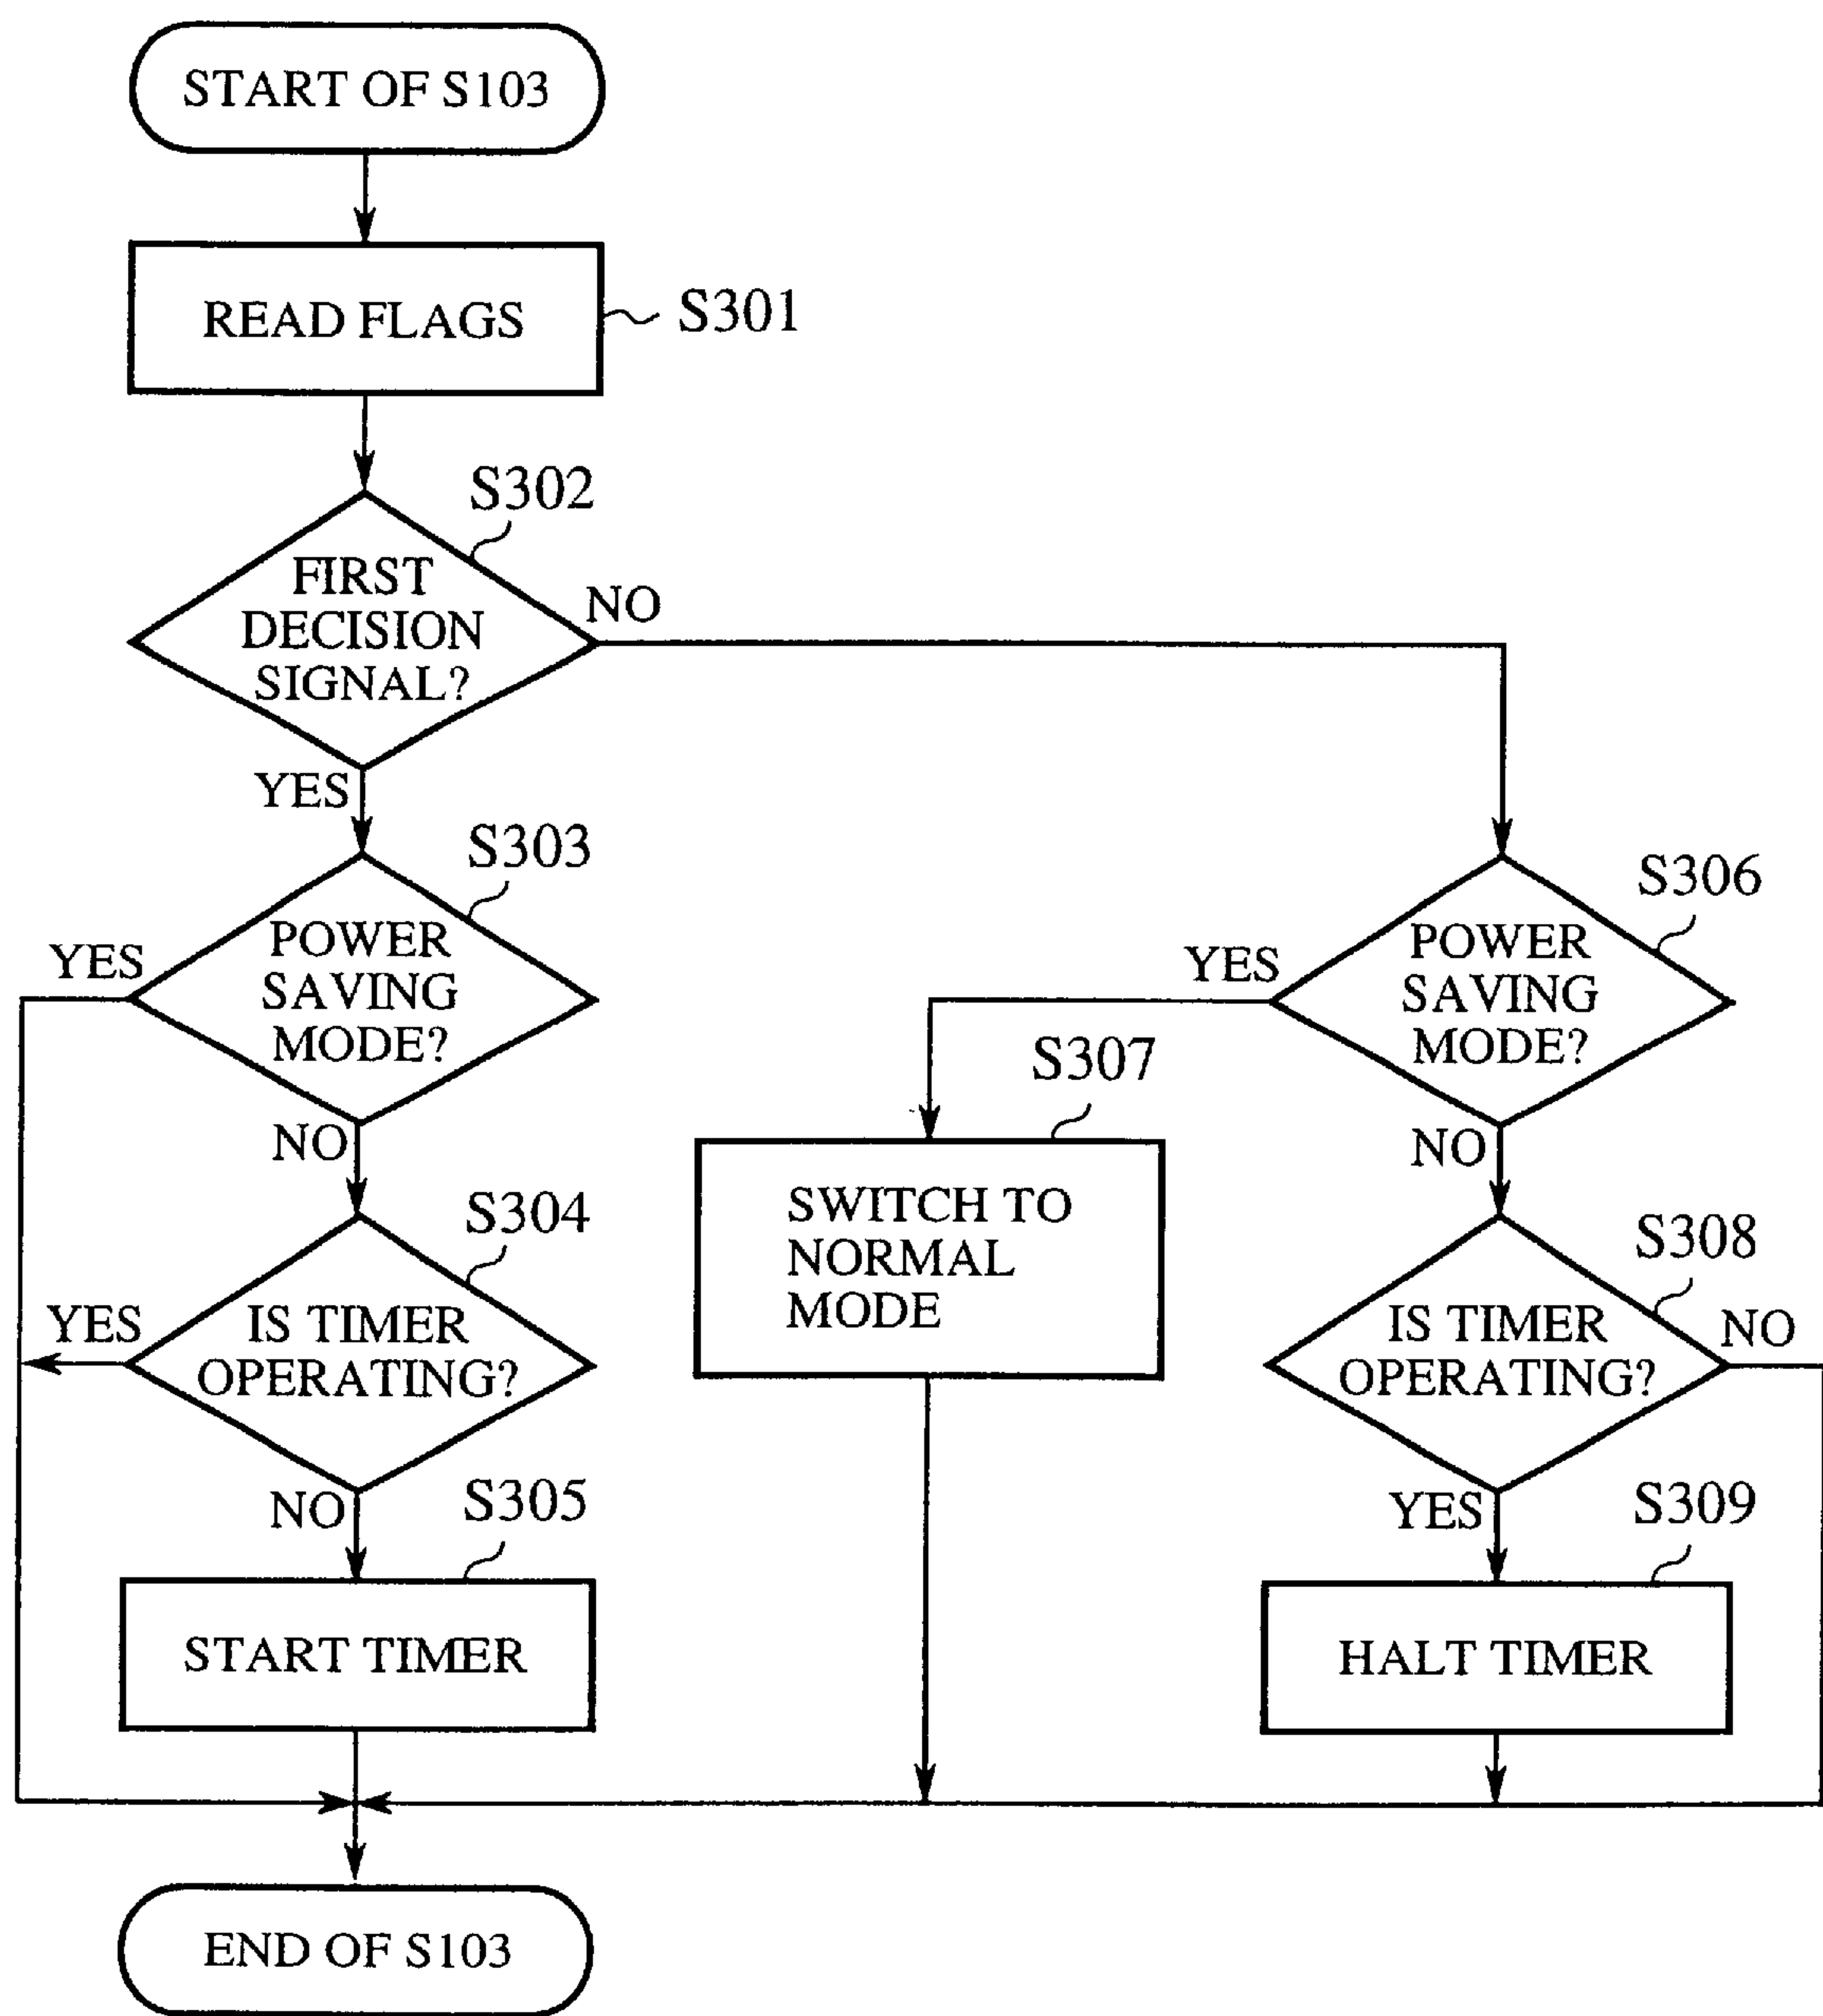 START OF S103
READ FLAGS
S301
S302
FIRST
DECISION
SIGNAL?
NO
YES
S303
POWER
SAVING
MODE?
YES
NO
S304
IS TIMER
OPERATING?
YES
NO
S305
START TIMER
S306
POWER
SAVING
MODE?
YES
NO
S307
SWITCH TO
NORMAL
MODE
S308
IS TIMER
OPERATING?
NO
YES
S309
HALT TIMER
END OF S103